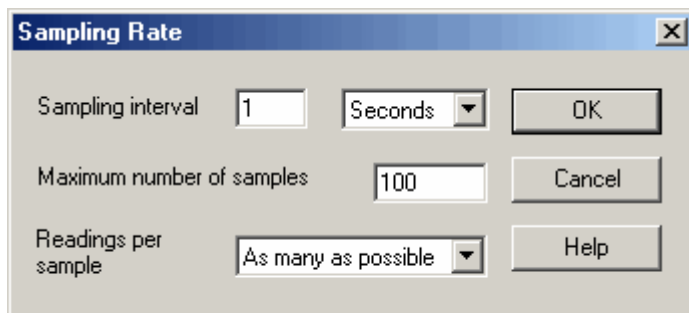 Sampling Rate
Sampling interval 1 Seconds OK
Maximum number of samples 100 Cancel
Readings per
sample As many as possible Help